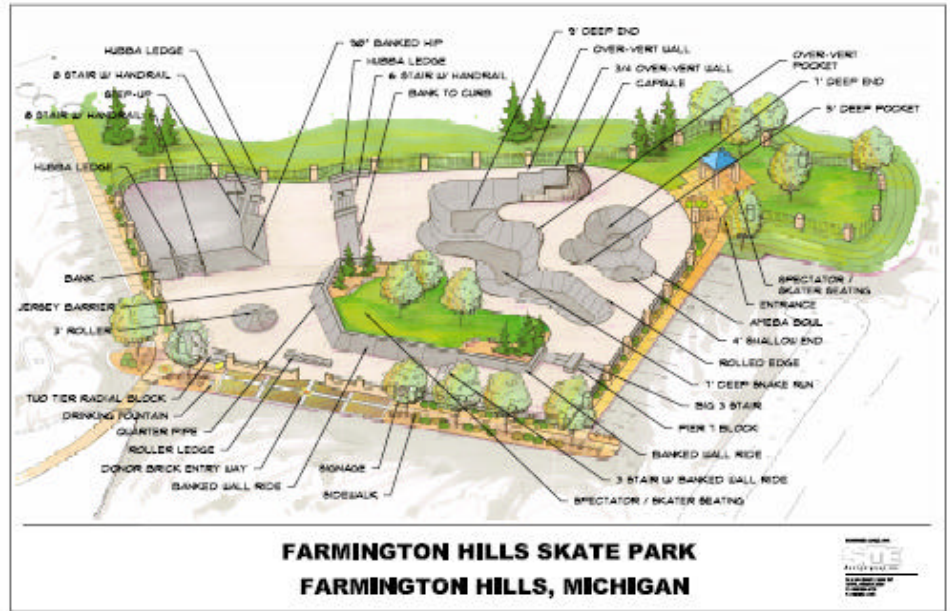 HUBBA LEDGE
8 STAIR W/ HANDRAIL
STEP-UP
8 STAIR W/ HANDRAIL
HUBBA LEDGE
90° BANKED HIP
HUBBA LEDGE
6 STAIR W/ HANDRAIL
BANK TO CURB
9' DEEP END
OVER-VERT WALL
3/4 OVER-VERT WALL
CAPSULE
OVER-VERT
POCKET
7' DEEP END
5' DEEP POCKET
BANK
JERSEY BARRIER
3' ROLLER
TWO TIER RADIAL BLOCK
DRINKING FOUNTAIN
QUARTER PIPE
ROLLER LEDGE
DONOR BRICK ENTRY WAY
BANKED WALL RIDE
SIGNAGE
SIDEWALK
SPECTATOR /
SKATER SEATING
ENTRANCE
AMEBA BOWL
4' SHALLOW END
ROLLED EDGE
7' DEEP SNAKE RUN
BIG 3 STAIR
PIER 7 BLOCK
BANKED WALL RIDE
3 STAIR W/ BANKED WALL RIDE
SPECTATOR / SKATER SEATING
FARMINGTON HILLS SKATE PARK
FARMINGTON HILLS, MICHIGAN
SITE